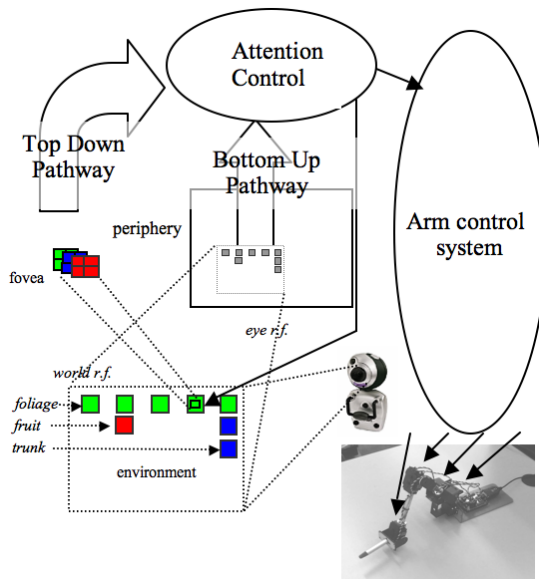 Attention
Control
Top Down
Pathway
Bottom Up
Pathway
periphery
Arm control
system
fovea
eye r.f.
world r.f.
foliage
fruit
trunk
environment